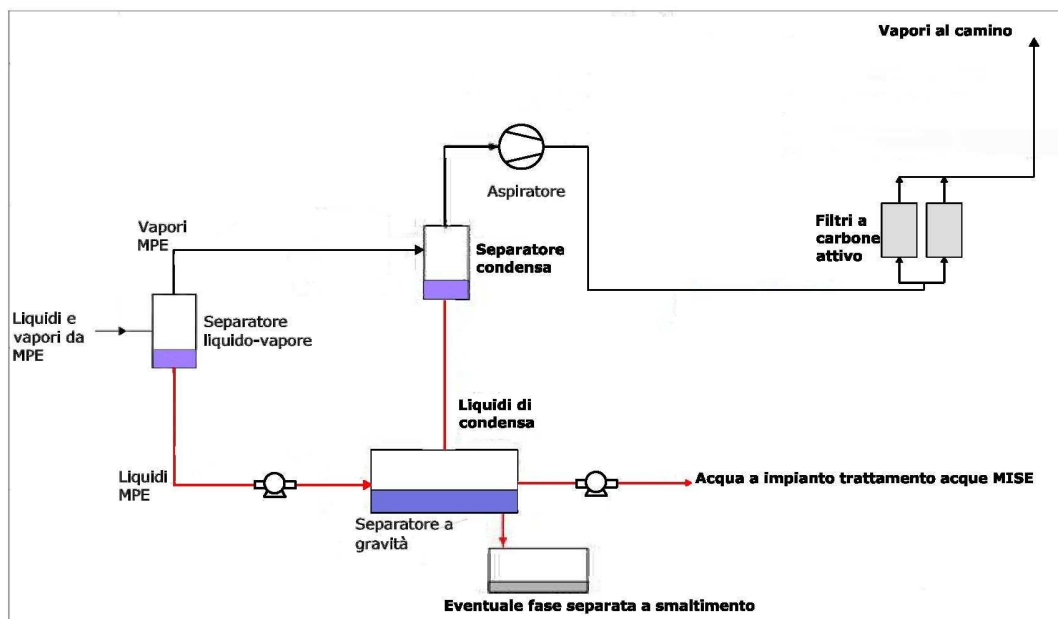 Vapori al camino
Aspiratore
Vapori
MPE
Separatore
condensa
Filtri a
carbone
attivo
Liquidi e
vapori da
MPE
Separatore
liquido-vapore
Liquidi di
condensa
Liquidi
MPE
Acqua a impianto trattamento acque MISE
Separatore a
gravità
Eventuale fase separata a smaltimento